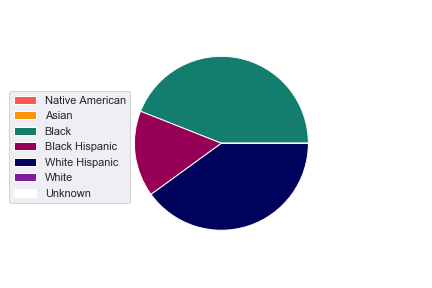 Native American
Asian
Black
Black Hispanic
White Hispanic
White
Unknown